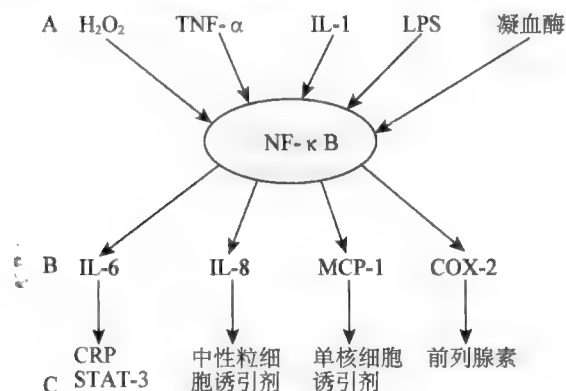 A H₂O₂ TNF-α IL-1 LPS 凝血酶
NF-κB
B IL-6 IL-8 MCP-1 COX-2
CRP 中性粒细 单核细胞 前列腺素
C STAT-3 胞诱引剂 诱引剂